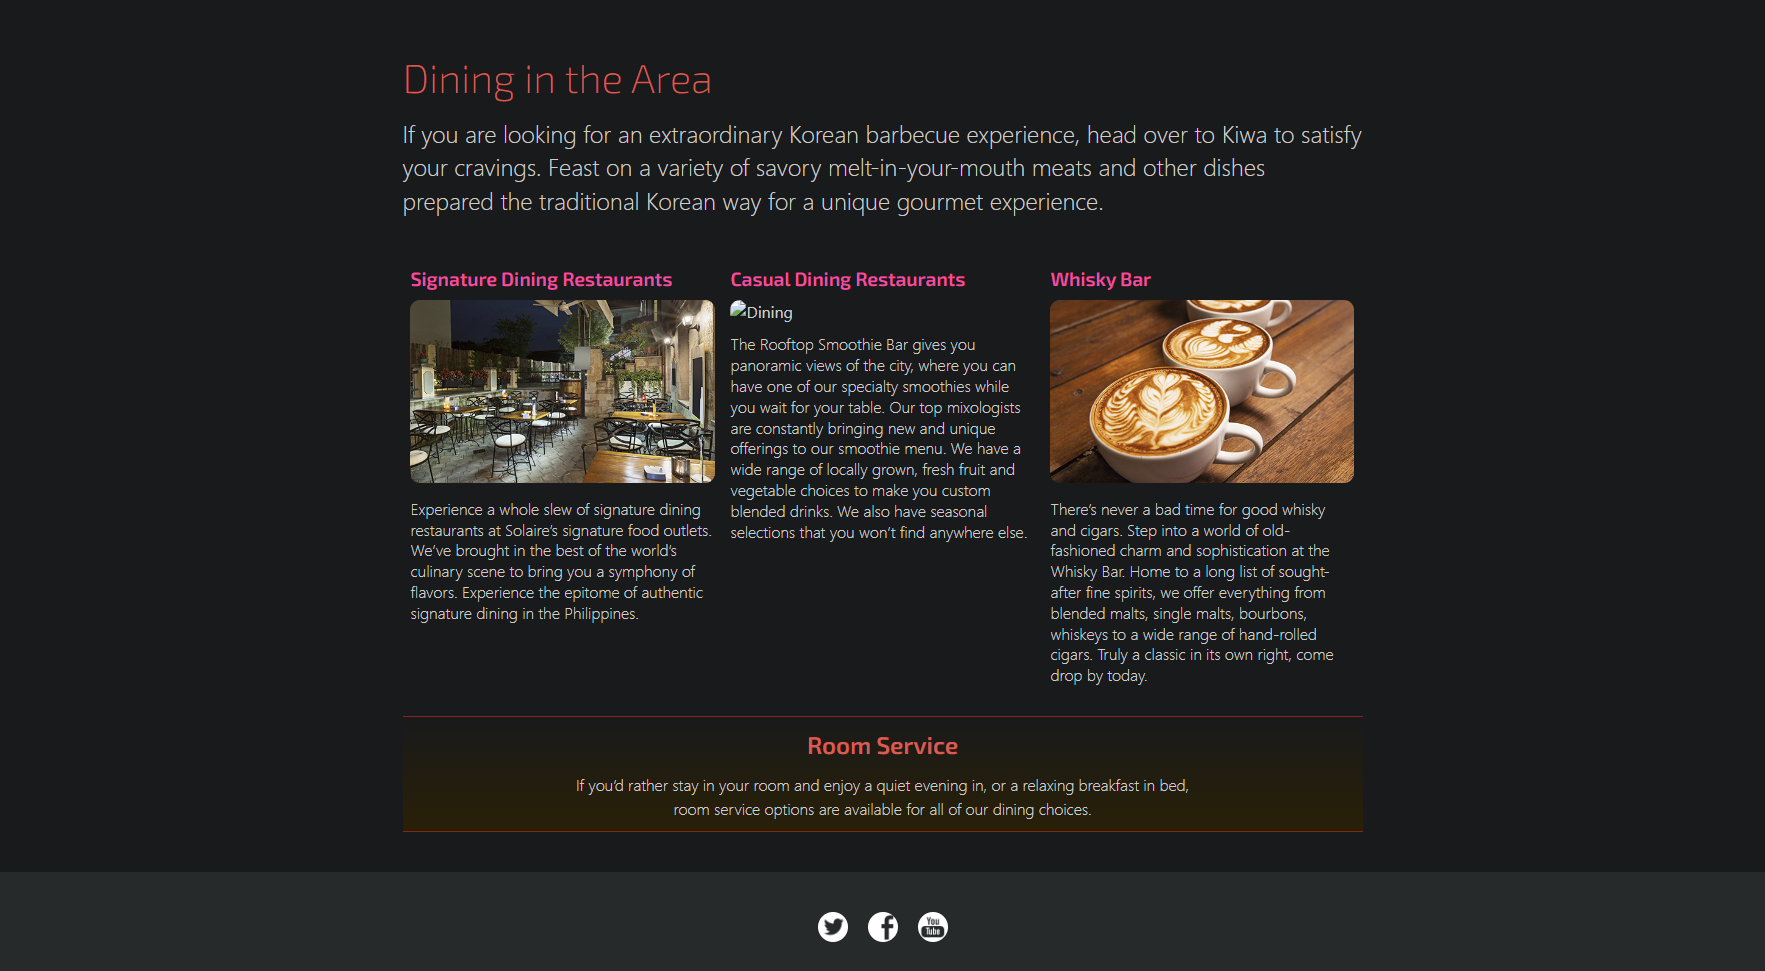 Dining in the Area
If you are looking for an extraordinary Korean barbecue experience, head over to Kiwa to satisfy
your cravings. Feast on a variety of savory melt-in-your-mouth meats and other dishes
prepared the traditional Korean way for a unique gourmet experience.
Signature Dining Restaurants
Experience a whole slew of signature dining
restaurants at Solaire’s signature food outlets.
We’ve brought in the best of the world’s
culinary scene to bring you a symphony of
flavors. Experience the epitome of authentic
signature dining in the Philippines.
Casual Dining Restaurants
Dining
The Rooftop Smoothie Bar gives you
panoramic views of the city, where you can
have one of our specialty smoothies while
you wait for your table. Our top mixologists
are constantly bringing new and unique
offerings to our smoothie menu. We have a
wide range of locally grown, fresh fruit and
vegetable choices to make you custom
blended drinks. We also have seasonal
selections that you won’t find anywhere else.
Whisky Bar
There’s never a bad time for good whisky
and cigars. Step into a world of old-
fashioned charm and sophistication at the
Whisky Bar. Home to a long list of sought-
after fine spirits, we offer everything from
blended malts, single malts, bourbons,
whiskeys to a wide range of hand-rolled
cigars. Truly a classic in its own right, come
drop by today.
Room Service
If you’d rather stay in your room and enjoy a quiet evening in, or a relaxing breakfast in bed,
room service options are available for all of our dining choices.
You
Tube